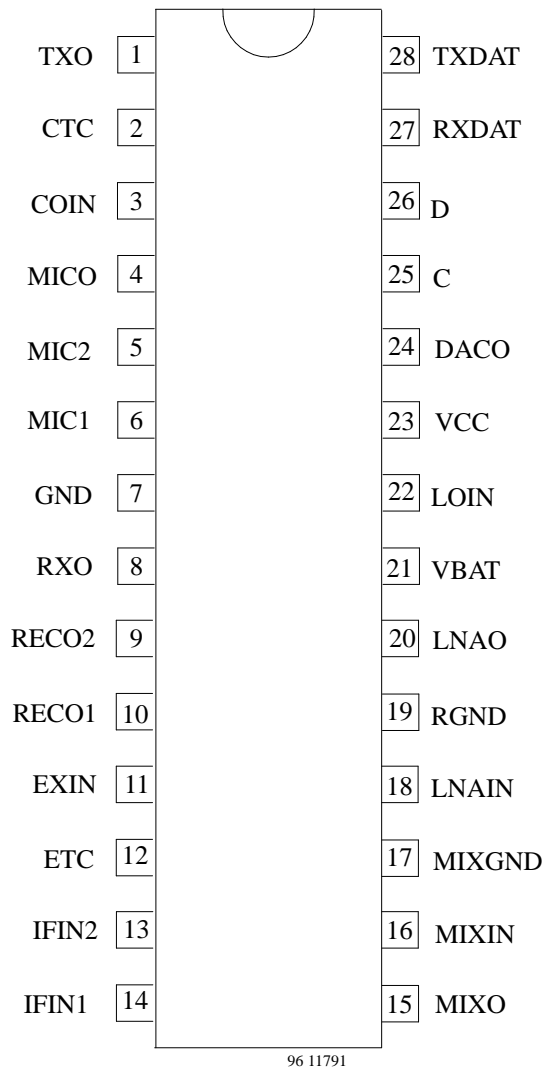 TXO 1 28 TXDAT
CTC 2 27 RXDAT
COIN 3 26 D
MICO 4 25 C
MIC2 5 24 DACO
MIC1 6 23 VCC
GND 7 22 LOIN
RXO 8 21 VBAT
RECO2 9 20 LNAO
RECO1 10 19 RGND
EXIN 11 18 LNAIN
ETC 12 17 MIXGND
IFIN2 13 16 MIXIN
IFIN1 14 15 MIXO
96 11791